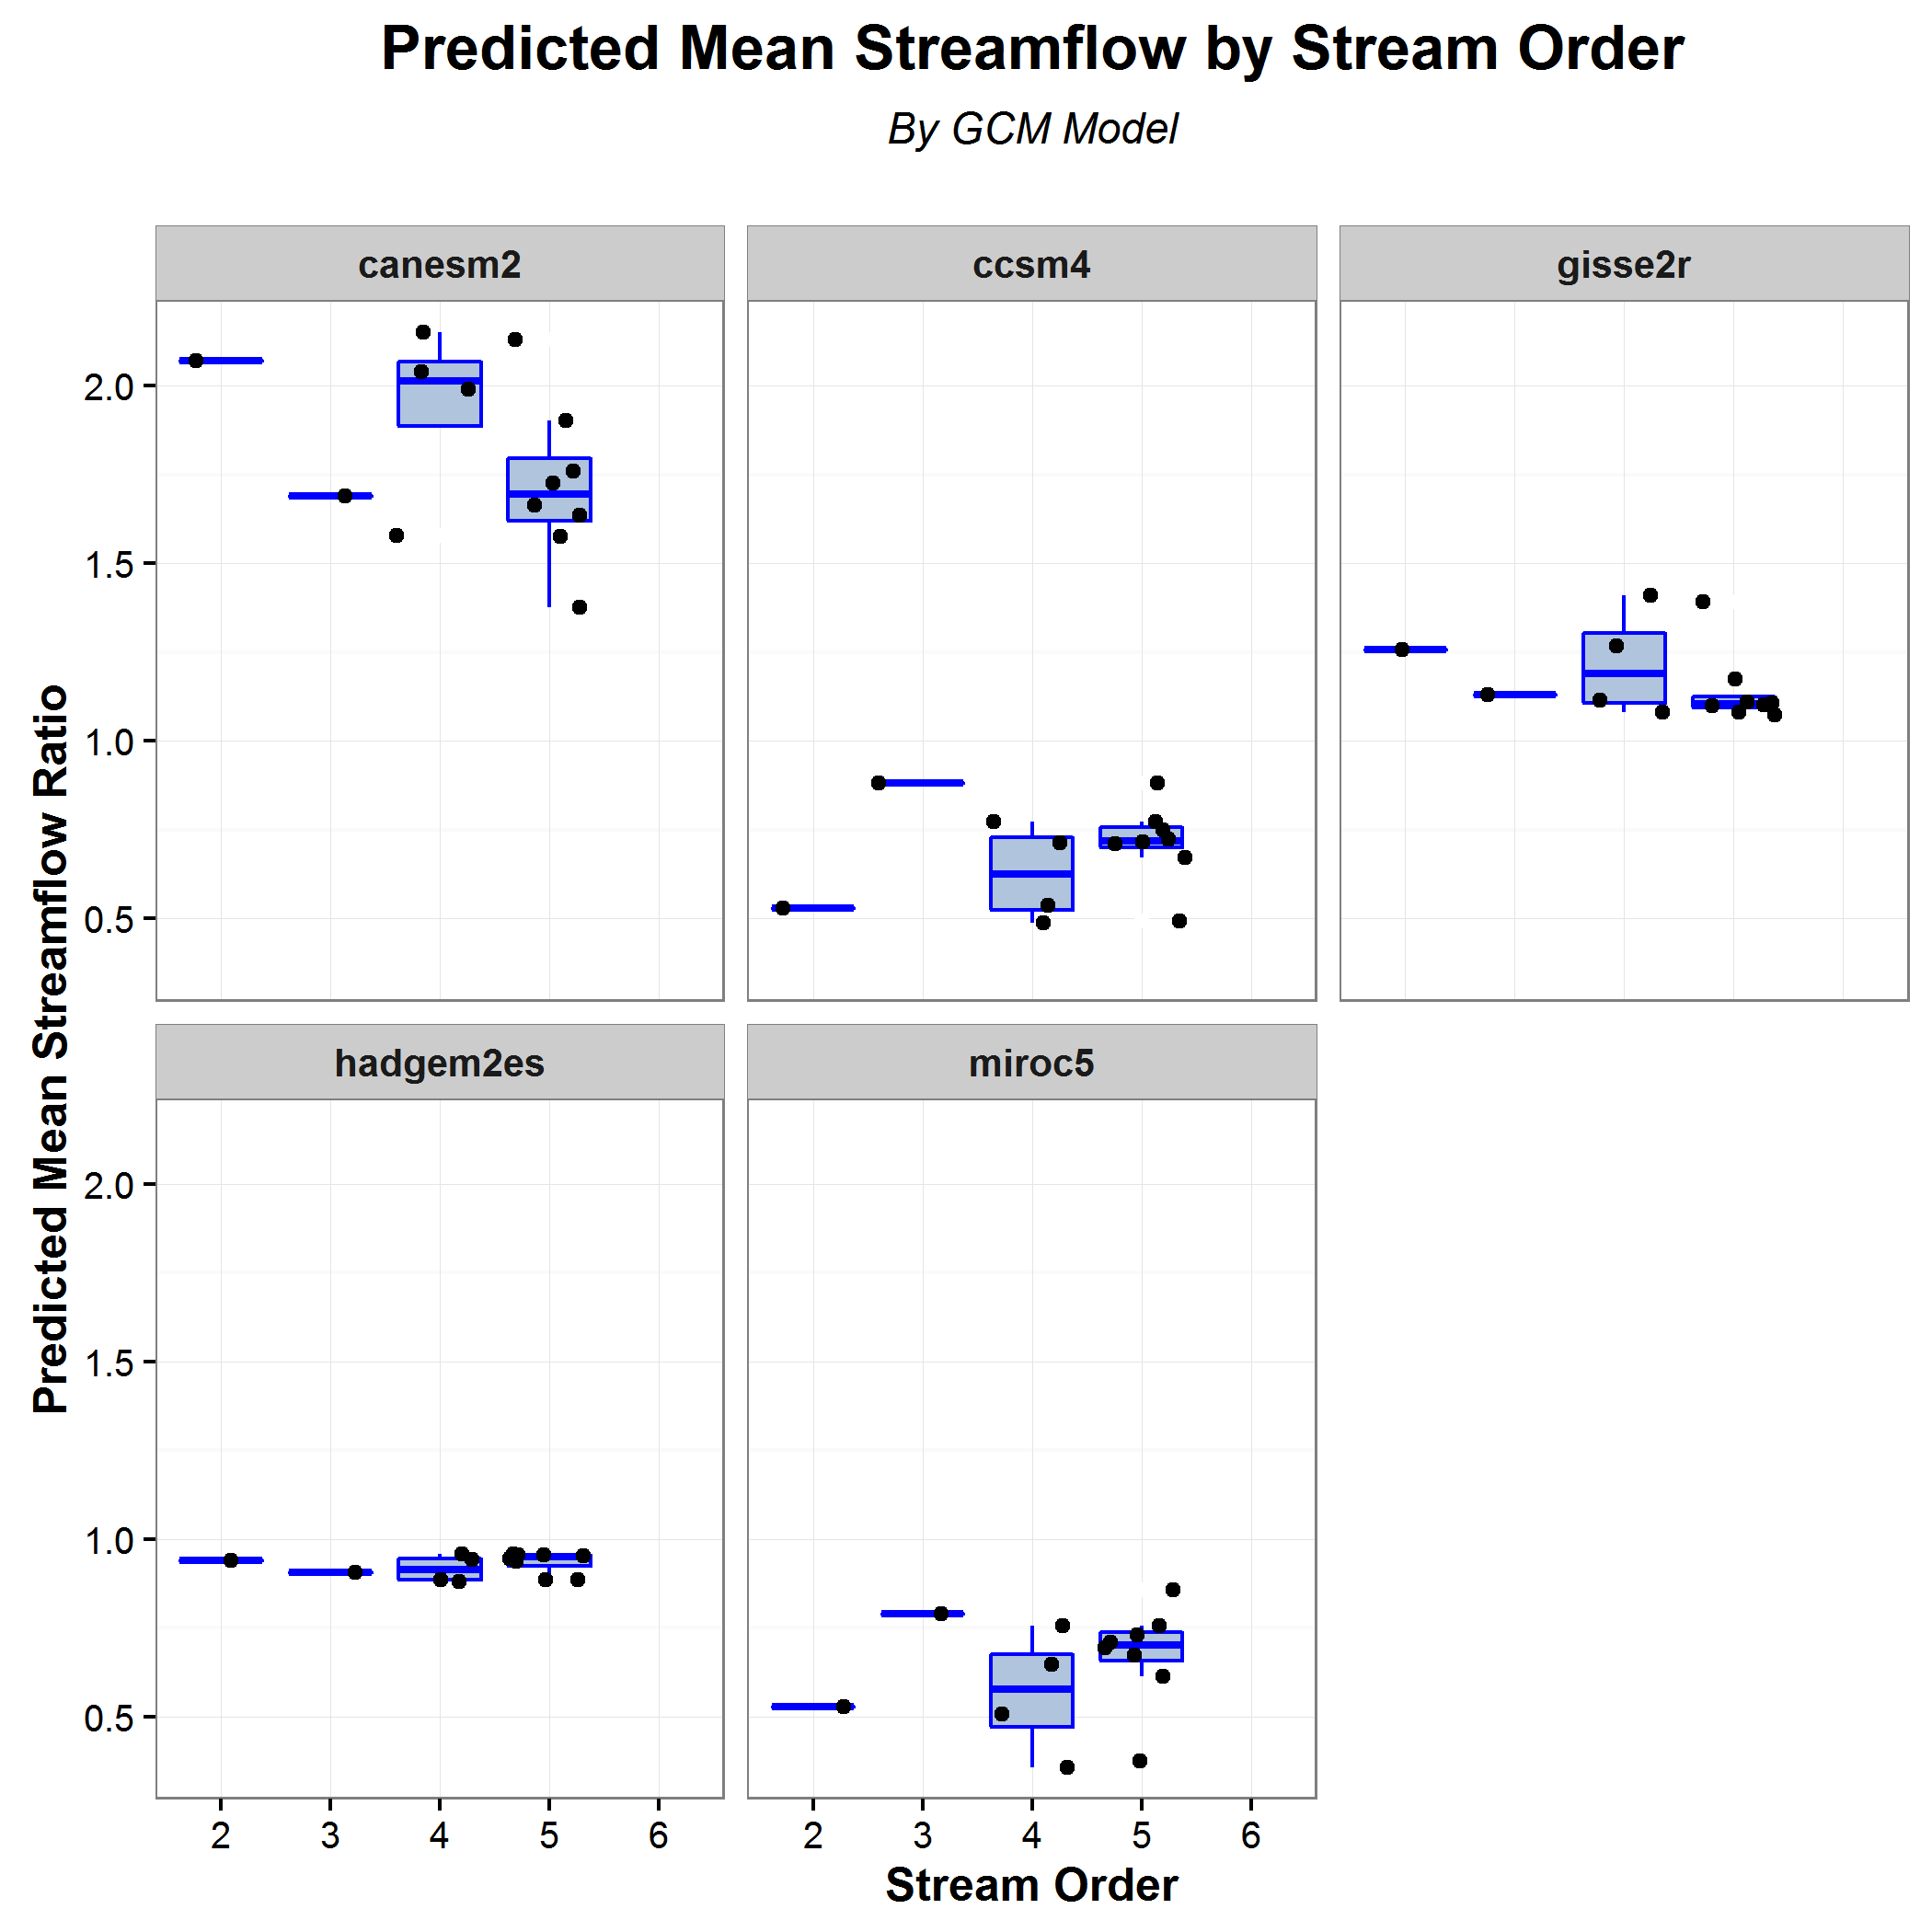 Predicted Mean Streamflow by Stream Order
By GCM Model
canesm2
ccsm4
gisse2r
2.0
1.5
1.0
0.5
Predicted Mean Streamflow Ratio
hadgem2es
miroc5
2.0
1.5
1.0
0.5
2 3 4 5 6
2 3 4 5 6
Stream Order